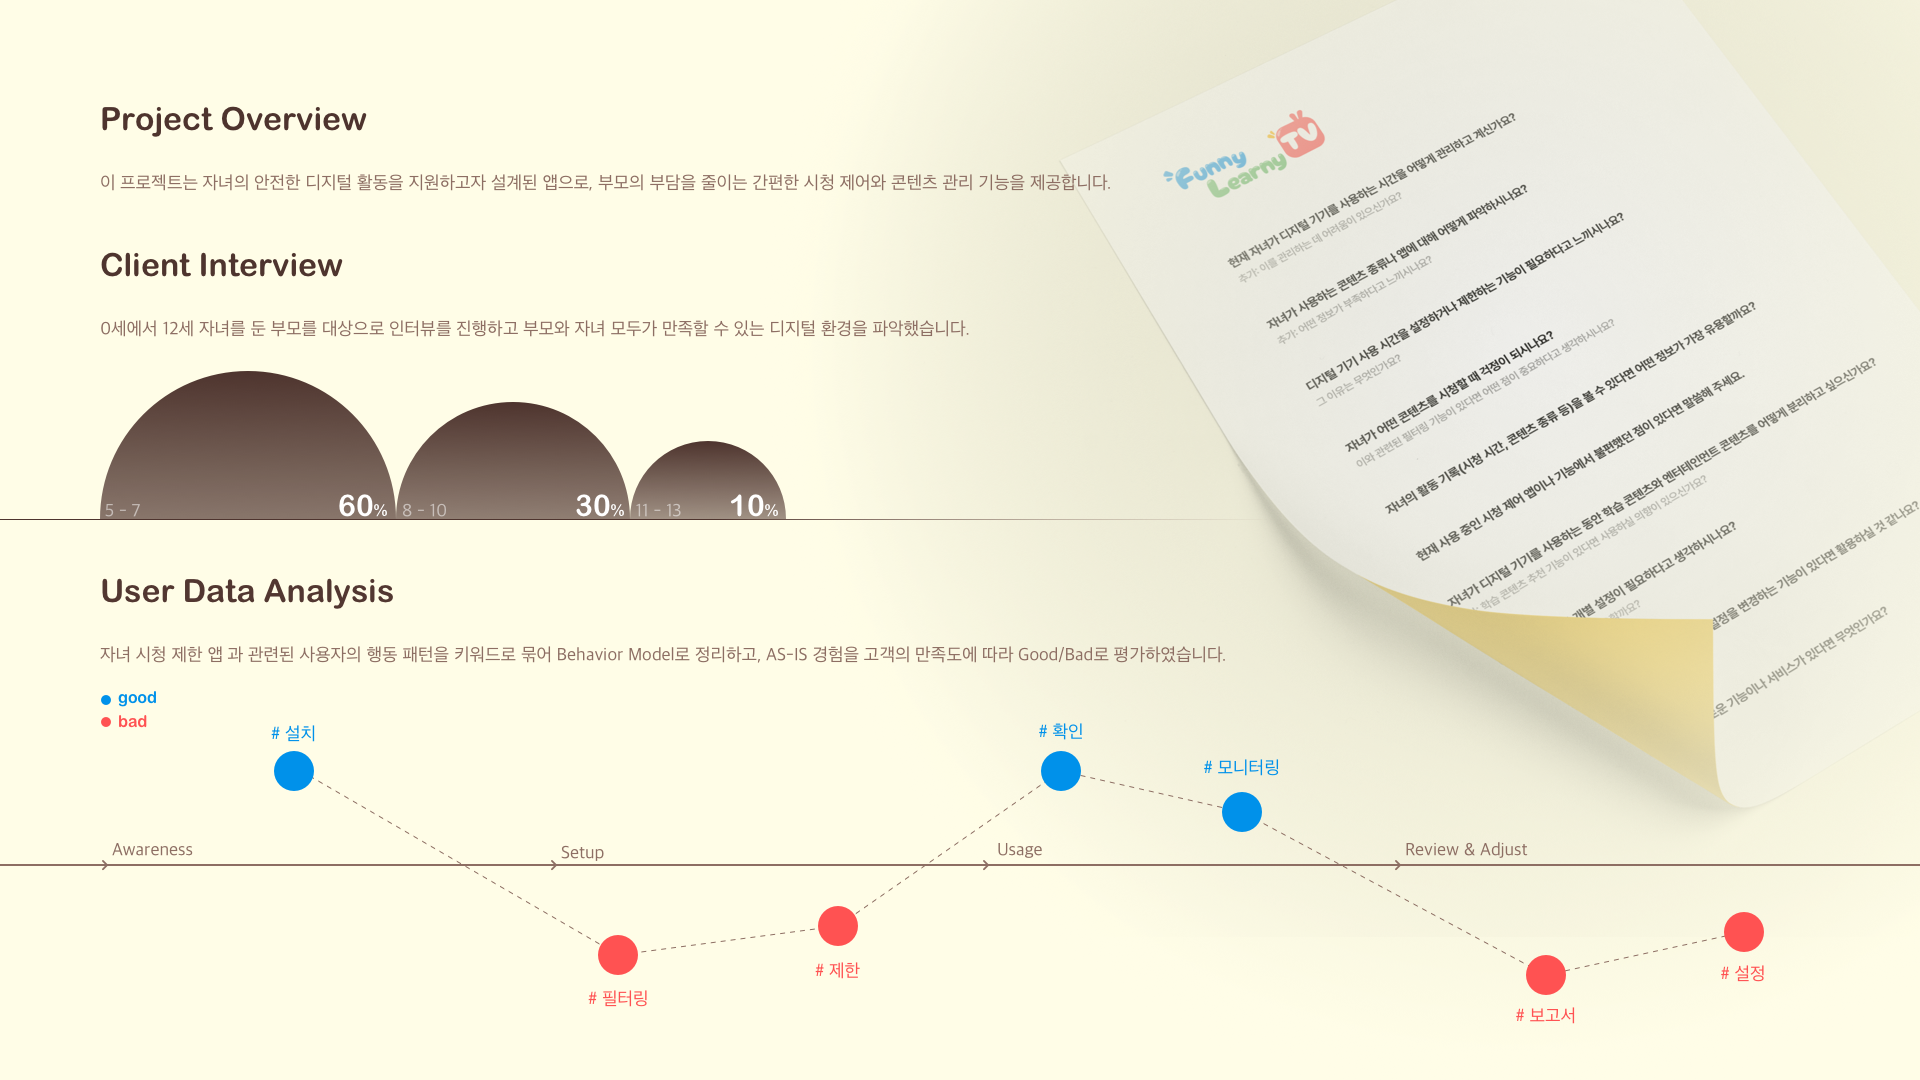 Project Overview
이 프로젝트는 자녀의 안전한 디지털 활동을 지원하고자 설계된 앱으로, 부모의 부담을 줄이는 간편한 시청 제어와 콘텐츠 관리 기능을 제공합니다.
Client Interview
0세에서 12세 자녀를 둔 부모를 대상으로 인터뷰를 진행하고 부모와 자녀 모두가 만족할 수 있는 디지털 환경을 파악했습니다.
5 - 7
60%
8 - 10
30%
11 - 13
10%
Funny
Learny
TV
현재 자녀가 디지털 기기를 사용하는 시간을 어떻게 관리하고 계신가요?
추가: 이를 관리하는 데 어려움이 있으신가요?
자녀가 사용하는 콘텐츠 종류나 앱에 대해 어떻게 파악하시나요?
추가: 어떤 정보가 부족하다고 느끼시나요?
디지털 기기 사용 시간을 설정하거나 제한하는 기능이 필요하다고 느끼시나요?
그 이유는 무엇인가요?
자녀가 어떤 콘텐츠를 시청할 때 걱정이 되시나요?
이와 관련된 필터링 기능이 있다면 어떤 점이 중요하다고 생각하시나요?
자녀의 활동 기록(시청 시간, 콘텐츠 종류 등)을 볼 수 있다면 어떤 정보가 가장 유용할까요?
현재 사용 중인 시청 제어 앱이나 기능에서 불편했던 점이 있다면 말씀해 주세요.
자녀가 디지털 기기를 사용하는 동안 학습 콘텐츠와 엔터테인먼트 콘텐츠를 어떻게 분리하고 싶으신가요?
학습 콘텐츠 추천 기능이 있다면 사용하실 의향이 있으신가요?
개별 설정이 필요하다고 생각하시나요?
할까요?
설정을 변경하는 기능이 있다면 활용하실 것 같나요?
기능이나 서비스가 있다면 무엇인가요?
User Data Analysis
자녀 시청 제한 앱 과 관련된 사용자의 행동 패턴을 키워드로 묶어 Behavior Model로 정리하고, AS-IS 경험을 고객의 만족도에 따라 Good/Bad로 평가하였습니다.
good
bad
# 설치
# 확인
# 모니터링
Awareness
Setup
Usage
Review & Adjust
# 필터링
# 제한
# 보고서
# 설정